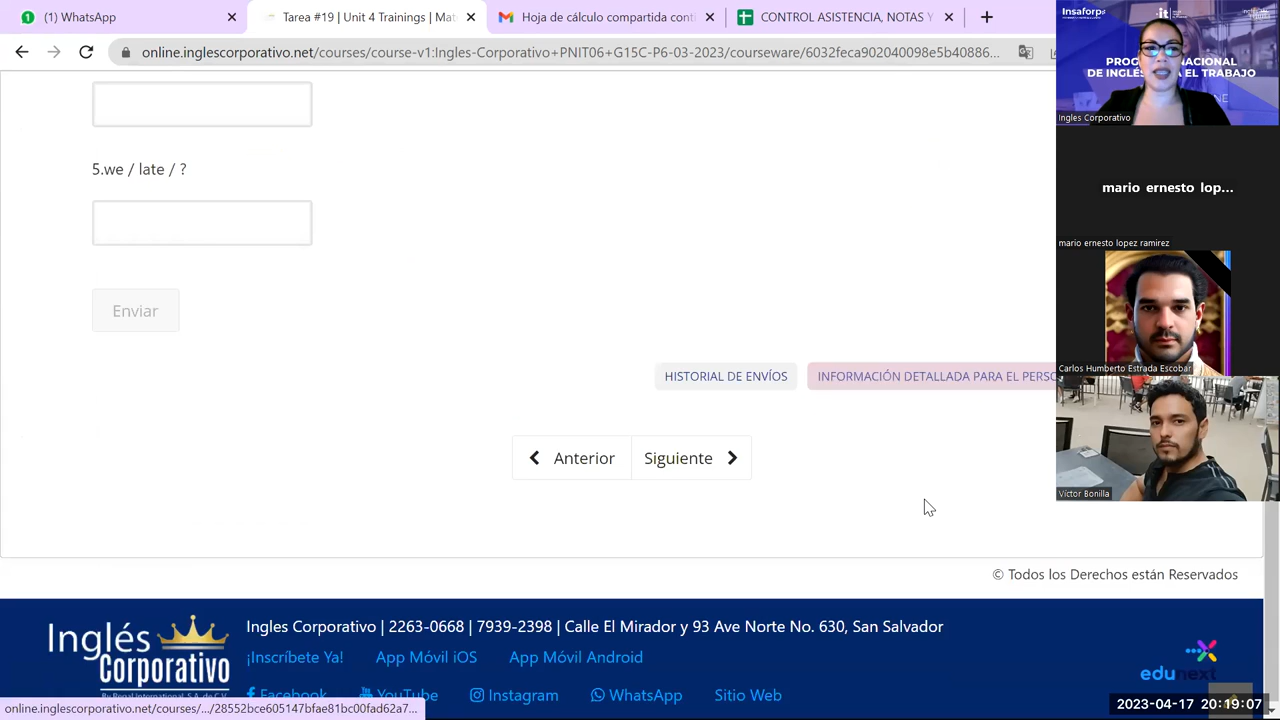 (1) WhatsApp
Tarea #19 | Unit 4 Trainings | Mat
Hoja de cálculo compartida cont
CONTROL ASISTENCIA, NOTAS Y
online.inglescorporativo.net/courses/course-v1:Ingles-Corporativo+PNIT06+G15C-P6-03-2023/courseware/6032feca902040098e5b40886...
5.we / late / ?
Enviar
HISTORIAL DE ENVÍOS
INFORMACIÓN DETALLADA PARA EL PERSO
Anterior
Siguiente
© Todos los Derechos están Reservados
Inglés
Corporativo
Ingles Corporativo | 2263-0668 | 7939-2398 | Calle El Mirador y 93 Ave Norte No. 630, San Salvador
¡Inscríbete Ya!
App Móvil iOS
App Móvil Android
Facebook
YouTube
Instagram
WhatsApp
Sitio Web
edunext
online.inglescorporativo.net/courses/.../28552bce605147bfae81bc00fad62a7...
Insaforp
Ingles Corporativo
mario ernesto lop...
mario ernesto lopez ramirez
Carlos Humberto Estrada Escobar
Víctor Bonilla
2023-04-17 20:19:07